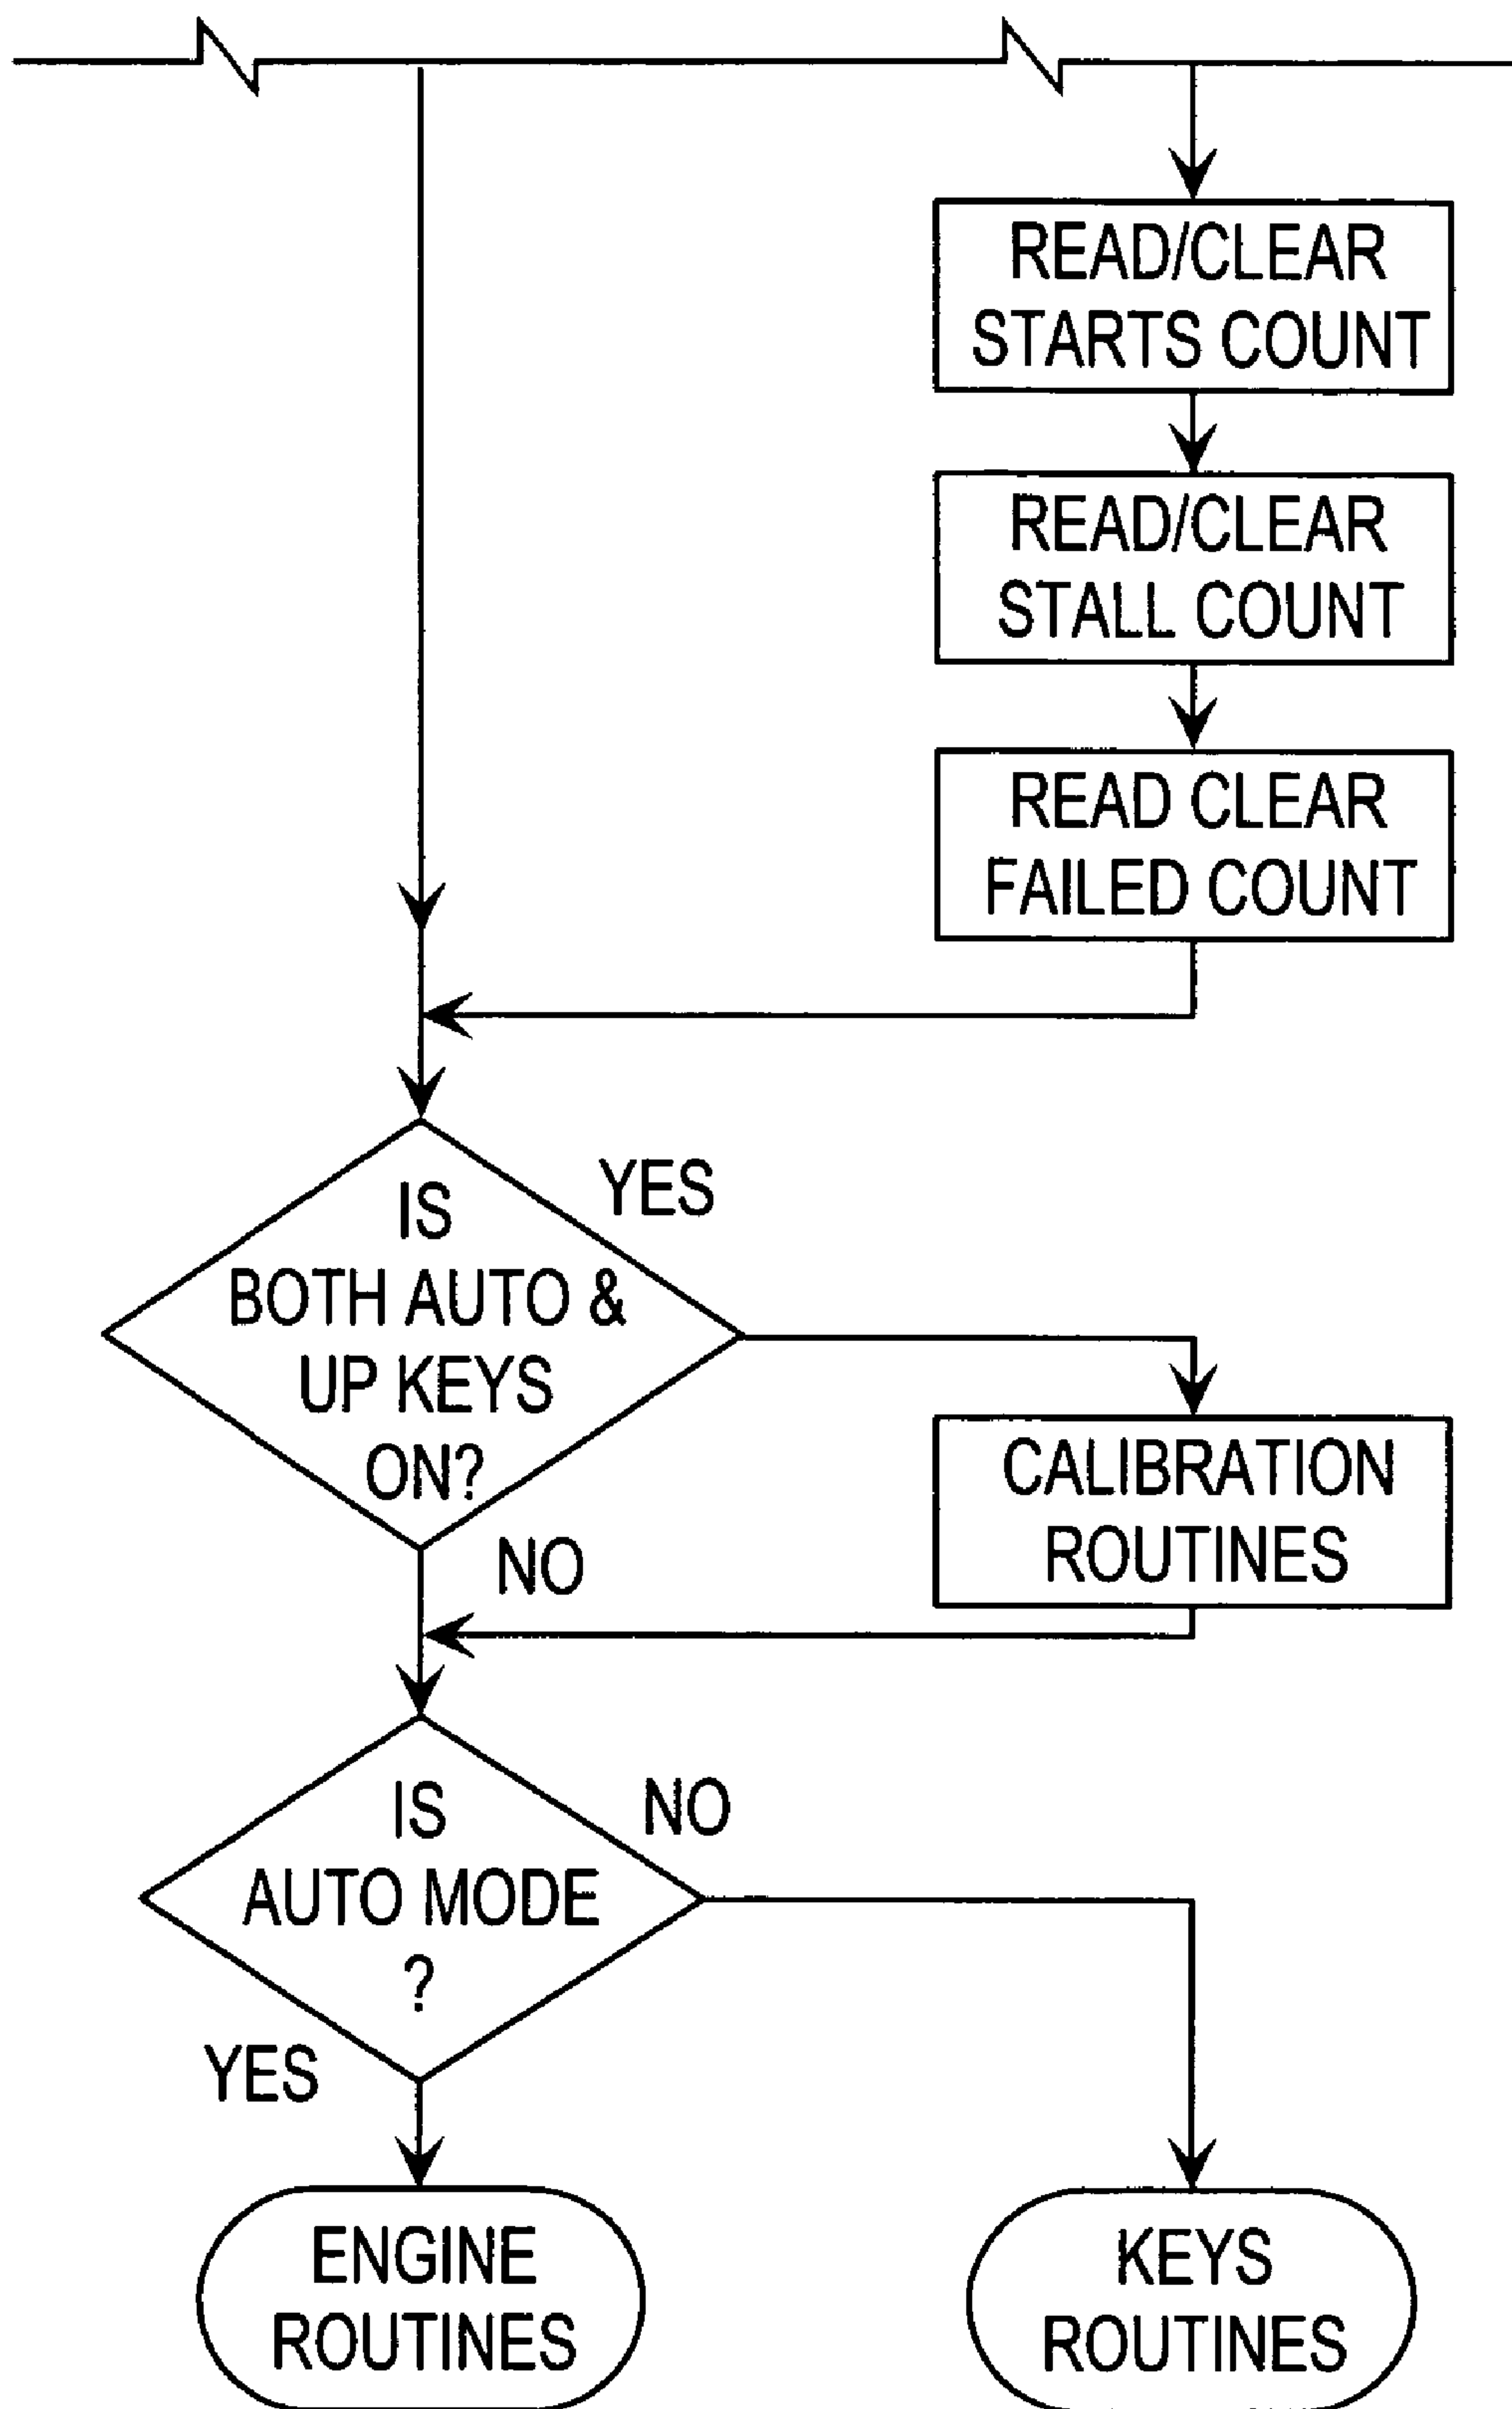 READ/CLEAR
STARTS COUNT
READ/CLEAR
STALL COUNT
READ CLEAR
FAILED COUNT
IS
BOTH AUTO &
UP KEYS
ON?
YES
NO
CALIBRATION
ROUTINES
IS
AUTO MODE
?
NO
YES
ENGINE
ROUTINES
KEYS
ROUTINES